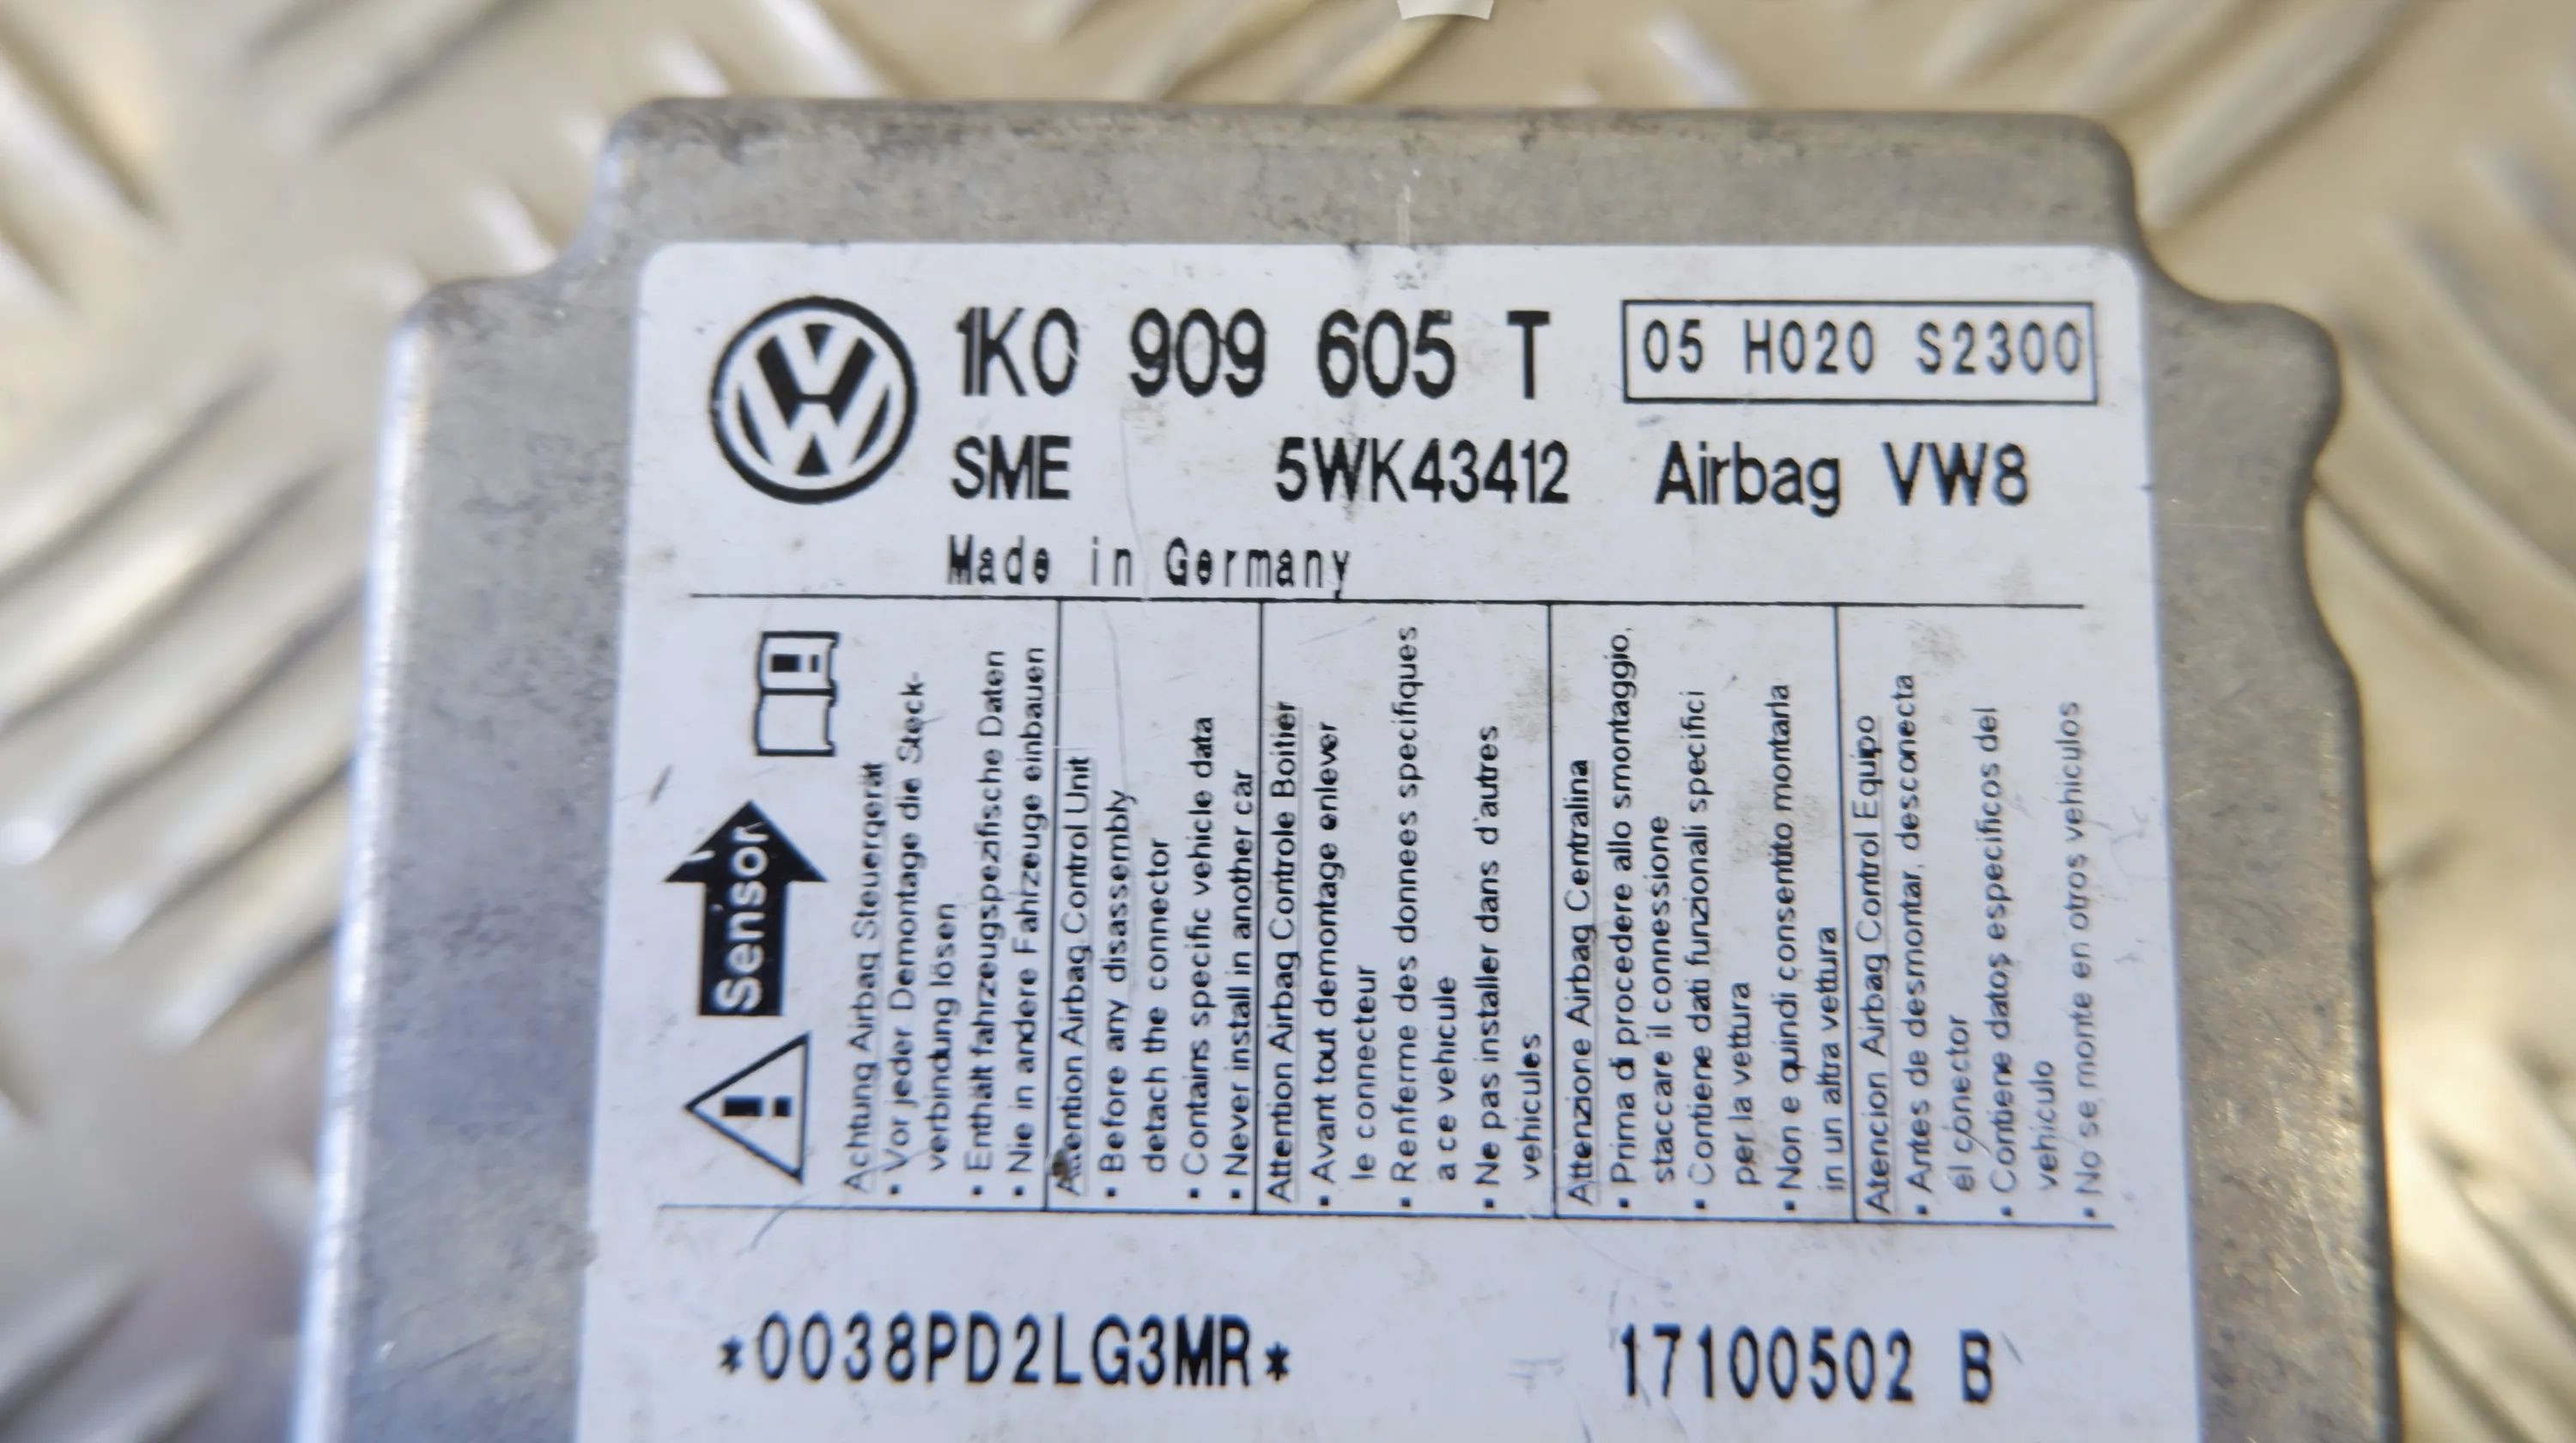 1K0 909 605 T
05 H020 S2300
SME 5WK43412 Airbag VW8
Made in Germany
Sensor
Achtung Airbag Steuergerät
• Vor jeder Demontage die Steck-
verbindung lösen
• Enthält fahrzeugspezifische Daten
• Nie in andere Fahrzeuge einbauen
Attention Airbag Control Unit
• Before any disassembly
detach the connector
• Contains specific vehicle data
• Never install in another car
Attention Airbag Controle Boitier
• Avant tout demontage enlever
le connecteur
• Renferme des donnees specifiques
a ce vehicule
• Ne pas installer dans d'autres
vehicules
Attenzione Airbag Centralina
• Prima di procedere allo smontaggio,
staccare il connessione
• Contiene dati funzionali specifici
per la vettura
• Non e quindi consentito montarla
in un altra vettura
Atencion Airbag Control Equipo
• Antes de desmontar, desconecta
el conector
• Contiene datos especificos del
vehiculo
• No se monte en otros vehiculos
*0038PD2LG3MR*
17100502 B